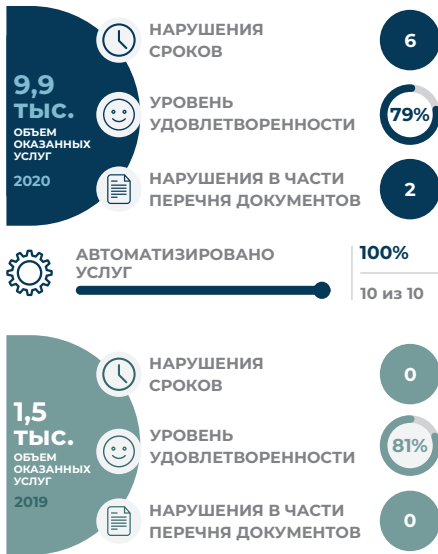 НАРУШЕНИЯ
СРОКОВ
6
9,9
ТЫС.
ОБЪЕМ
ОКАЗАННЫХ
УСЛУГ
2020
УРОВЕНЬ
УДОВЛЕТВОРЕННОСТИ
79%
НАРУШЕНИЯ В ЧАСТИ
ПЕРЕЧНЯ ДОКУМЕНТОВ
2
АВТОМАТИЗИРОВАНО
УСЛУГ
100%
10 из 10
НАРУШЕНИЯ
СРОКОВ
0
1,5
ТЫС.
ОБЪЕМ
ОКАЗАННЫХ
УСЛУГ
2019
УРОВЕНЬ
УДОВЛЕТВОРЕННОСТИ
81%
НАРУШЕНИЯ В ЧАСТИ
ПЕРЕЧНЯ ДОКУМЕНТОВ
0